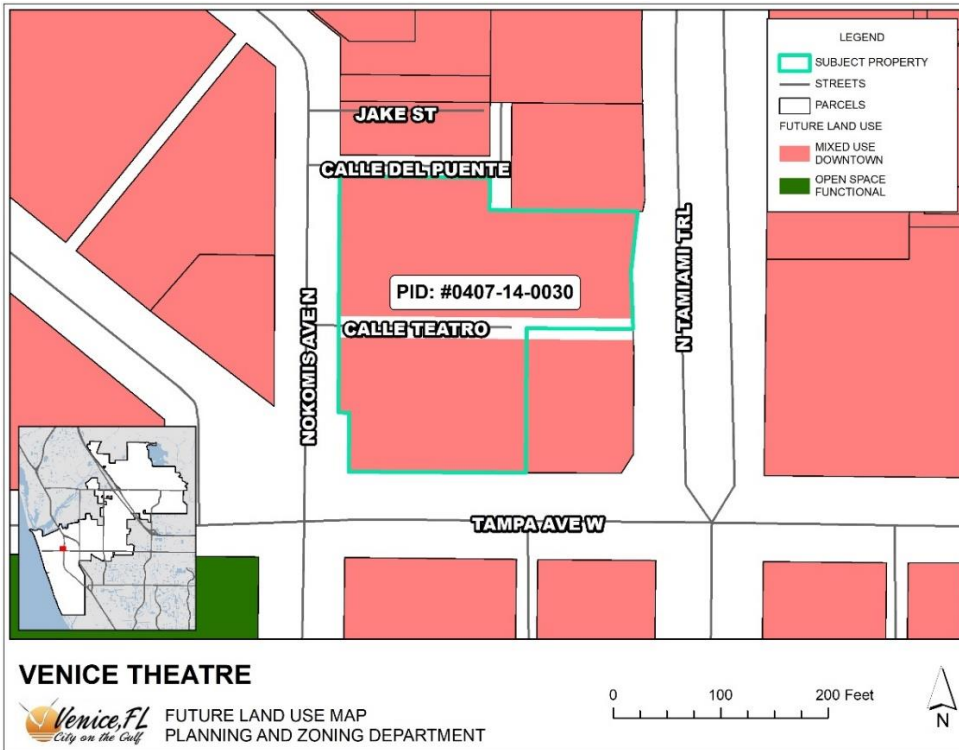 LEGEND
SUBJECT PROPERTY
STREETS
PARCELS
FUTURE LAND USE
MIXED USE
DOWNTOWN
OPEN SPACE
FUNCTIONAL
JAKE ST
CALLE DEL PUENTE
PID: #0407-14-0030
CALLE TEATRO
NOKOMIS AVE N
N TAMIAMI TRL
TAMPA AVE W
VENICE THEATRE
Venice, FL
City on the Gulf
FUTURE LAND USE MAP
PLANNING AND ZONING DEPARTMENT
0 100 200 Feet
N